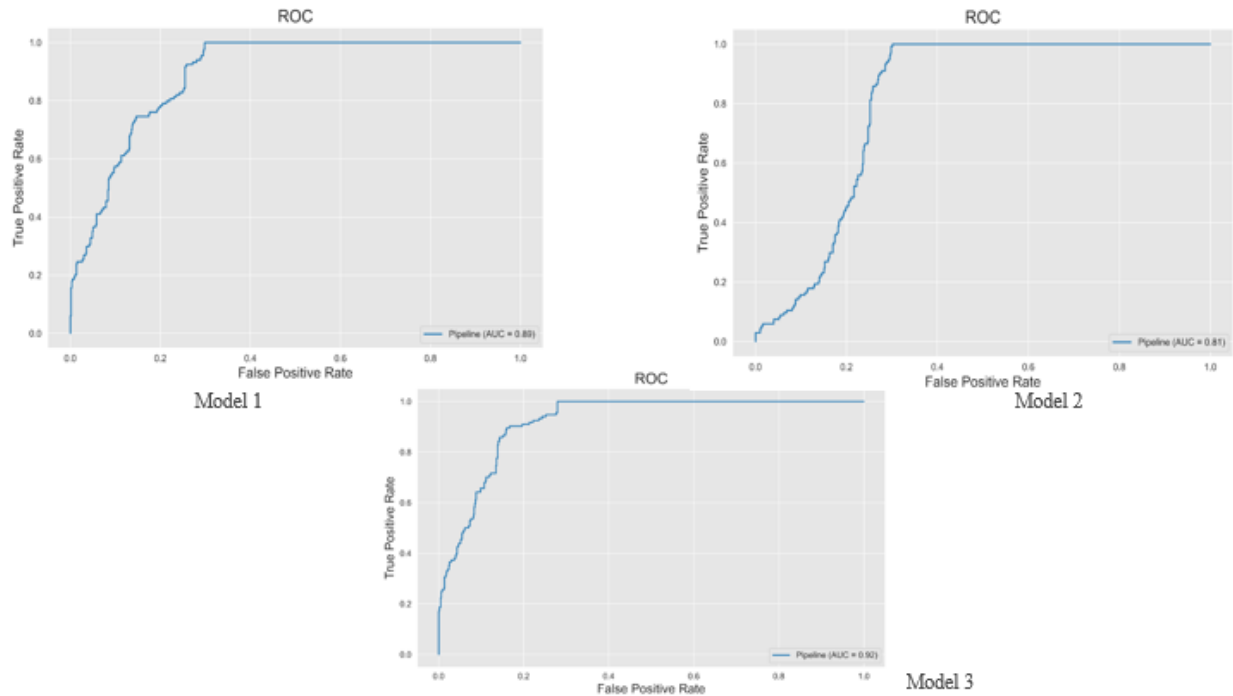 ROC
1.0
0.8
0.6
0.4
0.2
0.0
True Positive Rate
Pipeline (AUC = 0.89)
0.0 0.2 0.4 0.6 0.8 1.0
False Positive Rate
Model 1
ROC
1.0
0.8
0.6
0.4
0.2
0.0
True Positive Rate
Pipeline (AUC = 0.81)
0.0 0.2 0.4 0.6 0.8 1.0
False Positive Rate
Model 2
ROC
1.0
0.8
0.6
0.4
0.2
0.0
True Positive Rate
Pipeline (AUC = 0.92)
0.0 0.2 0.4 0.6 0.8 1.0
False Positive Rate
Model 3